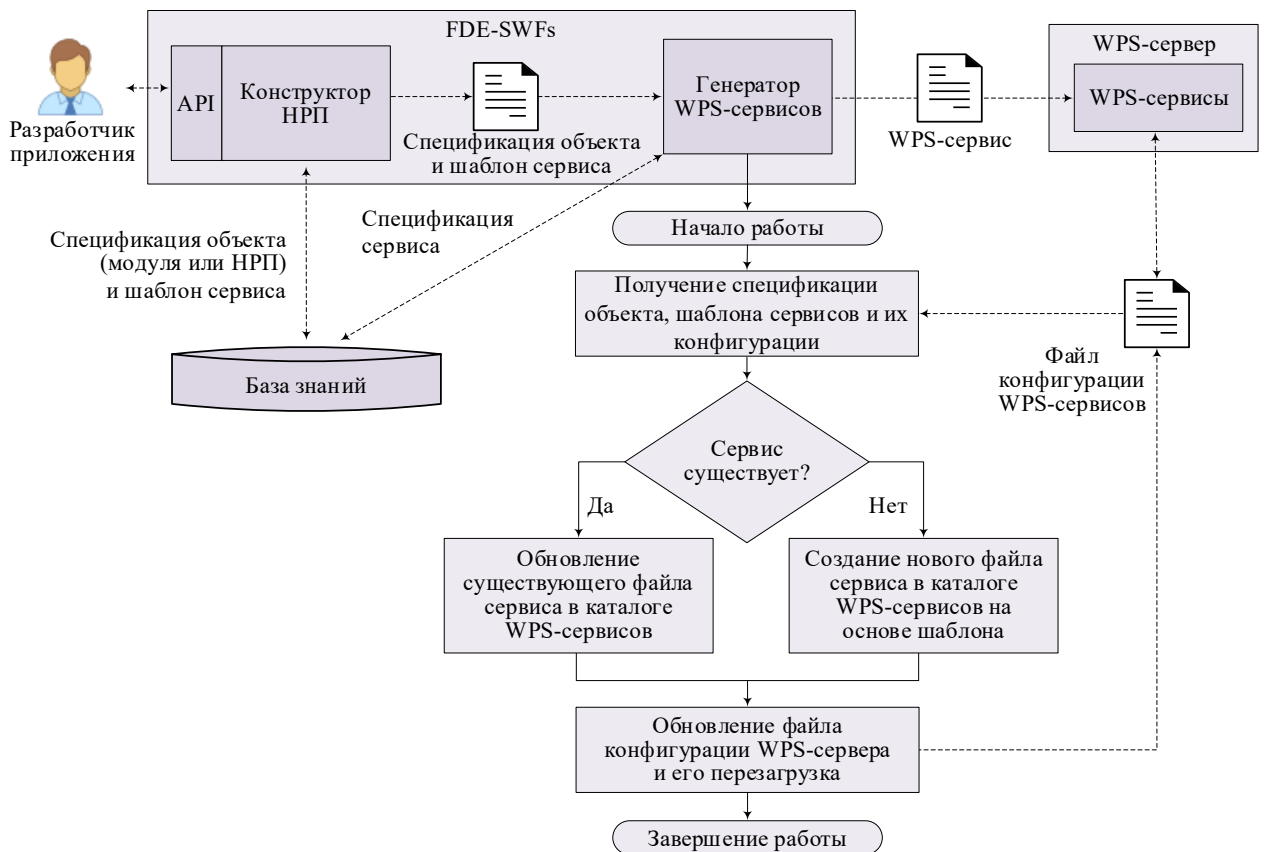 FDE-SWFs
WPS-сервер
API
Конструктор
НРП
Генератор
WPS-сервисов
WPS-сервисы
Разработчик
приложения
Спецификация объекта
и шаблон сервиса
WPS-сервис
Спецификация объекта
(модуля или НРП)
и шаблон сервиса
Спецификация
сервиса
База знаний
Начало работы
Получение спецификации
объекта, шаблона сервисов и их
конфигурации
Файл
конфигурации
WPS-сервисов
Сервис
существует?
Да
Нет
Обновление
существующего файла
сервиса в каталоге
WPS-сервисов
Создание нового файла
сервиса в каталоге
WPS-сервисов на
основе шаблона
Обновление файла
конфигурации WPS-сервера
и его перезагрузка
Завершение работы